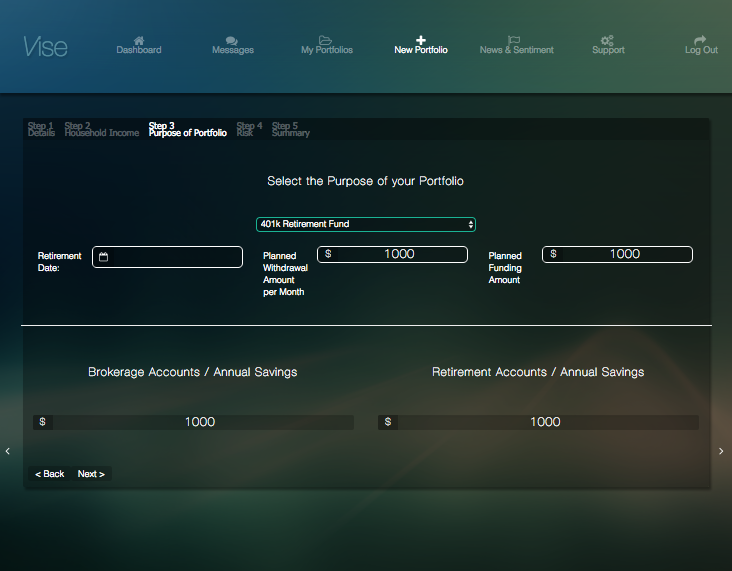 Vise
Dashboard
Messages
My Portfolios
New Portfolio
News & Sentiment
Support
Log Out
Step 1
Details
Step 2
Household Income
Step 3
Purpose of Portfolio
Step 4
Risk
Step 5
Summary
Select the Purpose of your Portfolio
401k Retirement Fund
Retirement
Date:
Planned
Withdrawal
Amount
per Month
$ 1000
Planned
Funding
Amount
$ 1000
Brokerage Accounts / Annual Savings
$ 1000
Retirement Accounts / Annual Savings
$ 1000
< Back
Next >